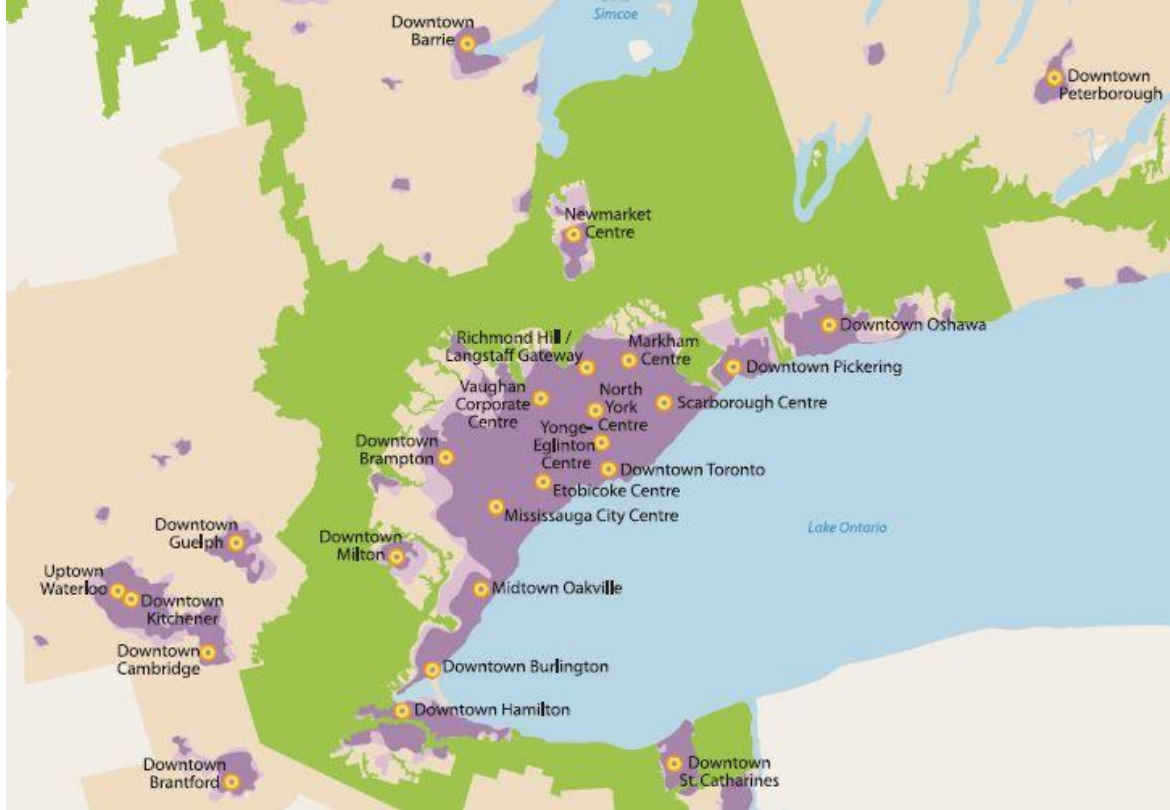 Simcoe
Downtown
Barrie
Downtown
Peterborough
Newmarket
Centre
Downtown Oshawa
Richmond Hill /
Langstaff Gateway
Markham
Centre
Downtown Pickering
Vaughan
Corporate
Centre
North
York
Centre
Scarborough Centre
Yonge-
Eglinton
Centre
Downtown
Brampton
Downtown Toronto
Etobicoke Centre
Mississauga City Centre
Lake Ontario
Downtown
Guelph
Downtown
Milton
Uptown
Waterloo
Downtown
Kitchener
Midtown Oakville
Downtown
Cambridge
Downtown Burlington
Downtown Hamilton
Downtown
Brantford
Downtown
St. Catharines